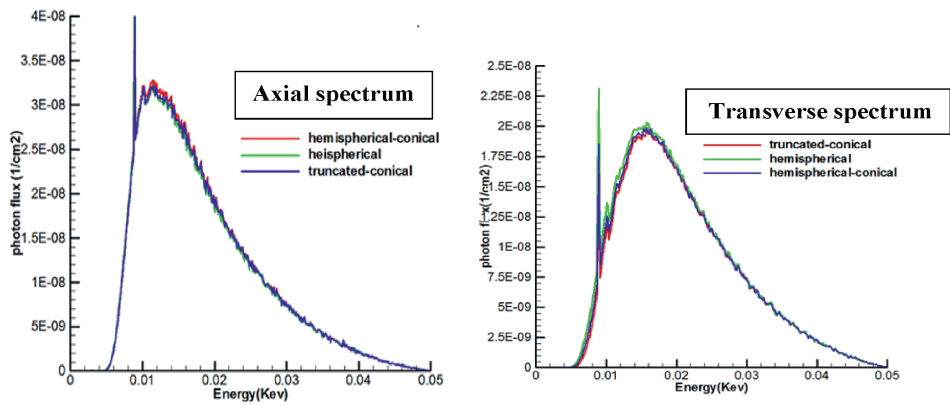 4E-08
3.5E-08
3E-08
2.5E-08
2E-08
1.5E-08
1E-08
5E-09
0
0
0.01
0.02
0.03
0.04
0.05
photon flux (1/cm2)
Energy(Kev)
Axial spectrum
hemispherical-conical
heispherical
truncated-conical
2.5E-08
2.25E-08
2E-08
1.75E-08
1.5E-08
1.25E-08
1E-08
7.5E-09
5E-09
2.5E-09
0
0
0.01
0.02
0.03
0.04
0.05
photon (1/cm2)
Energy(Kev)
Transverse spectrum
truncated-conical
hemispherical
hemispherical-conical